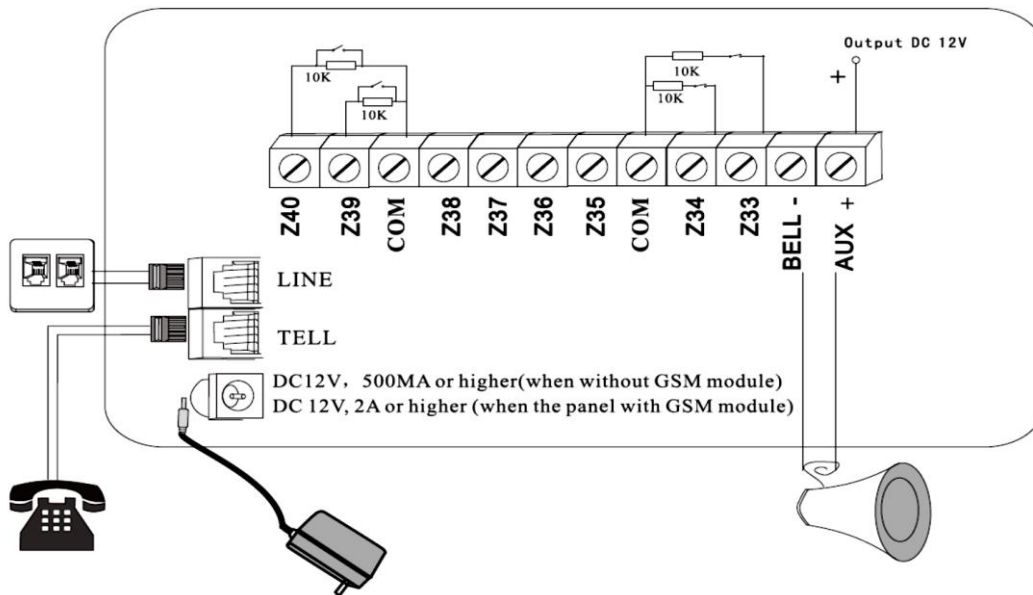 Output DC 12V
+
10K
10K
10K
10K
Z40
Z39
COM
Z38
Z37
Z36
Z35
COM
Z34
Z33
BELL -
AUX +
LINE
TELL
DC12V, 500MA or higher(when without GSM module)
DC 12V, 2A or higher (when the panel with GSM module)